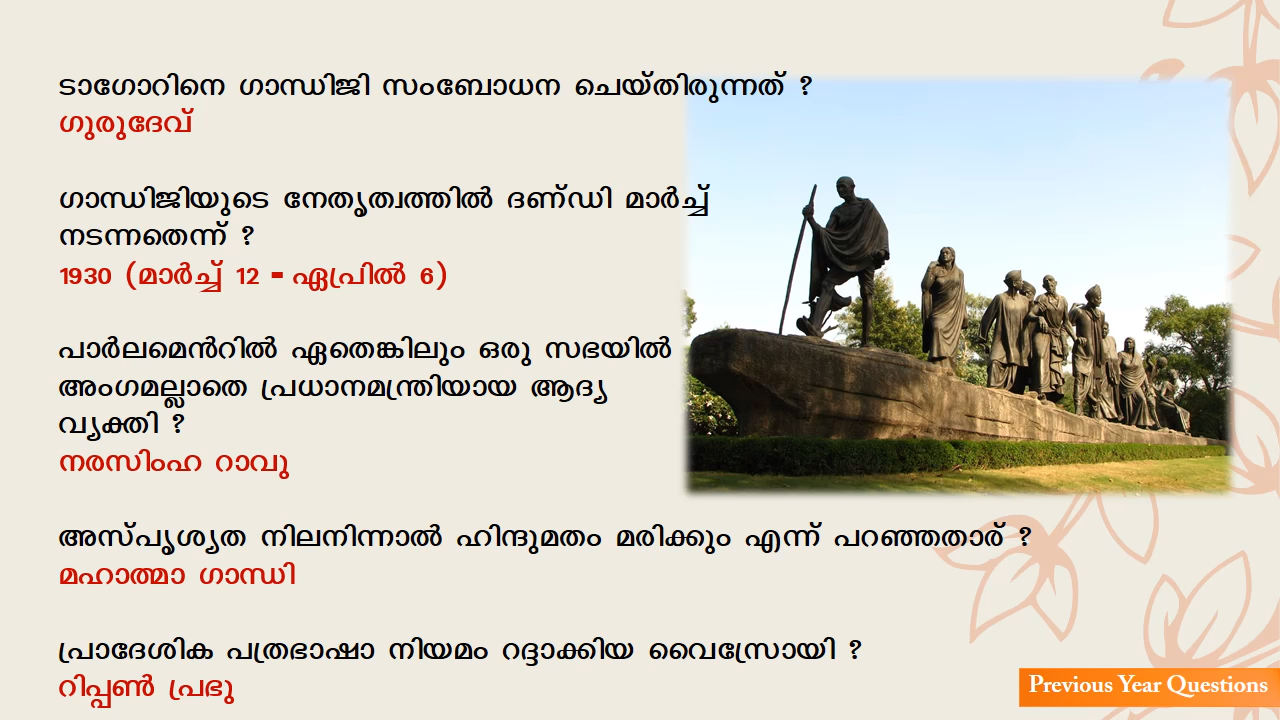 ടാഗോറിനെ ഗാന്ധിജി സംബോധന ചെയ്തിരുന്നത് ?
ഗുരുദേവ്
ഗാന്ധിജിയുടെ നേതൃത്വത്തിൽ ദണ്ഡി മാർച്ച്
നടന്നതെന്ന് ?
1930 (മാർച്ച് 12 - ഏപ്രിൽ 6)
പാർലമെൻറിൽ ഏതെങ്കിലും ഒരു സഭയിൽ
അംഗമല്ലാതെ പ്രധാനമന്ത്രിയായ ആദ്യ
വ്യക്തി ?
നരസിംഹ റാവു
അസ്പൃശ്യത നിലനിന്നാൽ ഹിന്ദുമതം മരിക്കും എന്ന് പറഞ്ഞതാര് ?
മഹാത്മാ ഗാന്ധി
പ്രാദേശിക പത്രഭാഷാ നിയമം റദ്ദാക്കിയ വൈസ്രോയി ?
റിപ്പൺ പ്രഭു
Previous Year Questions